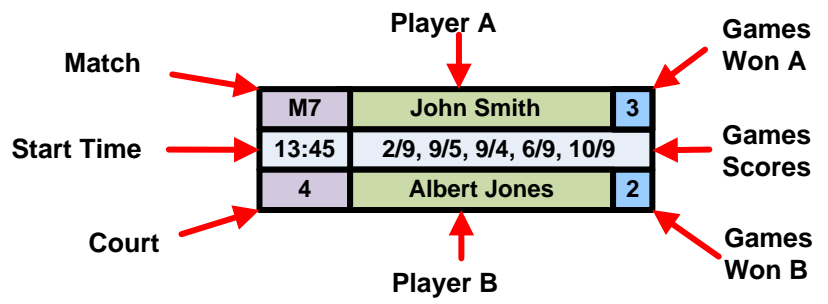 Player A
Games
Won A
Match
M7 John Smith 3
Start Time
13:45 2/9, 9/5, 9/4, 6/9, 10/9
Games
Scores
4 Albert Jones 2
Court
Games
Won B
Player B